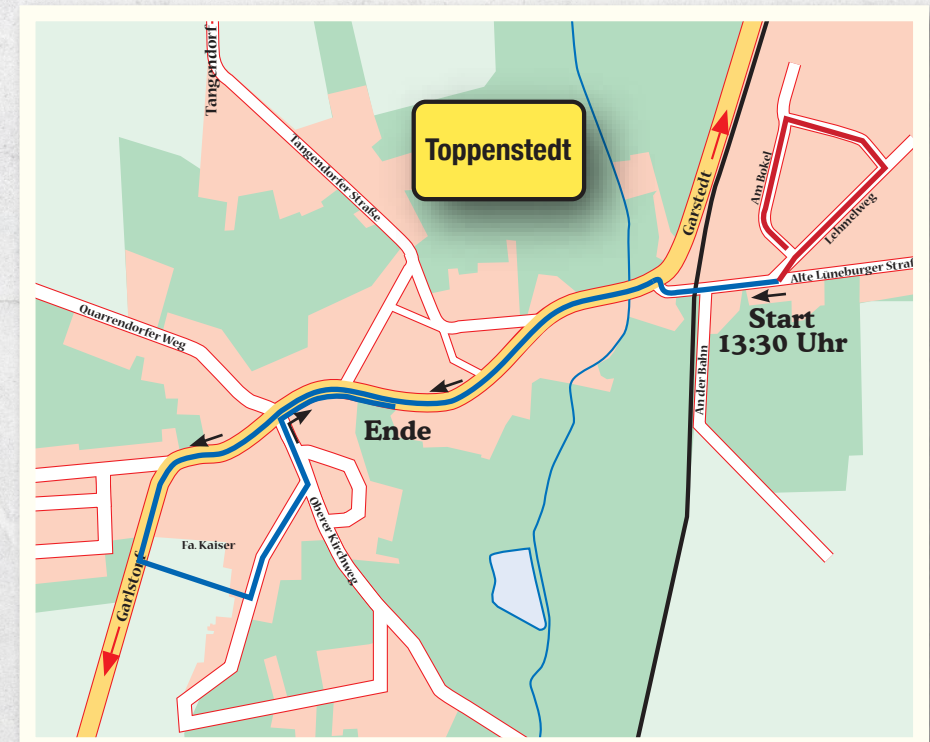 Tangendorf
Toppenstedt
Tangendorfer Straße
Garstedt
Am Bokel
Lehmelweg
Alte Lüneburger Straß
Quarrendorfer Weg
Start
13:30 Uhr
An der Bahn
Ende
Oberer Kirchweg
Fa. Kaiser
Garlstorf